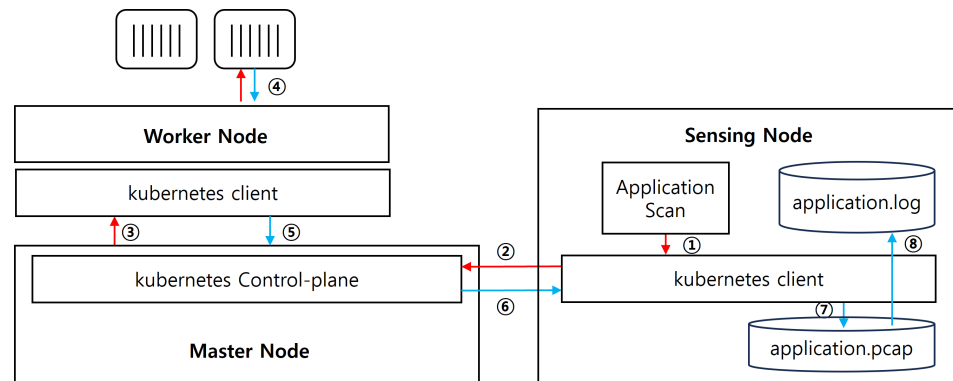 ④
Worker Node
Sensing Node
kubernetes client
Application
Scan
application.log
③
⑤
①
⑧
②
kubernetes Control-plane
kubernetes client
⑥
⑦
Master Node
application.pcap